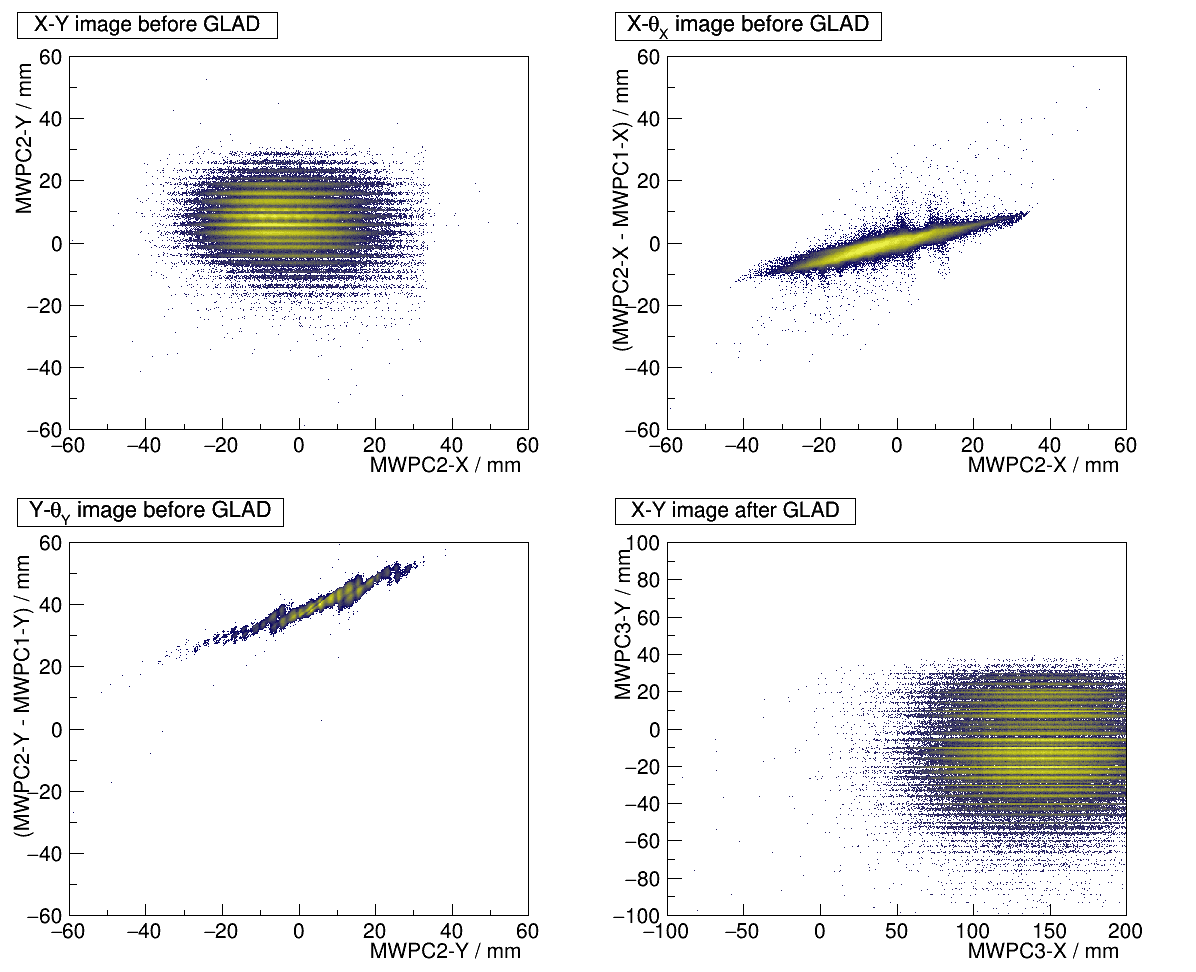 X-Y image before GLAD
MWPC2-Y / mm
60
40
20
0
−20
−40
−60
−60 −40 −20 0 20 40 60
MWPC2-X / mm
X-θX image before GLAD
(MWPC2-X - MWPC1-X) / mm
60
40
20
0
−20
−40
−60
−60 −40 −20 0 20 40 60
MWPC2-X / mm
Y-θY image before GLAD
(MWPC2-Y - MWPC1-Y) / mm
60
40
20
0
−20
−40
−60
−60 −40 −20 0 20 40 60
MWPC2-Y / mm
X-Y image after GLAD
MWPC3-Y / mm
100
80
60
40
20
0
−20
−40
−60
−80
−100
−100 −50 0 50 100 150 200
MWPC3-X / mm